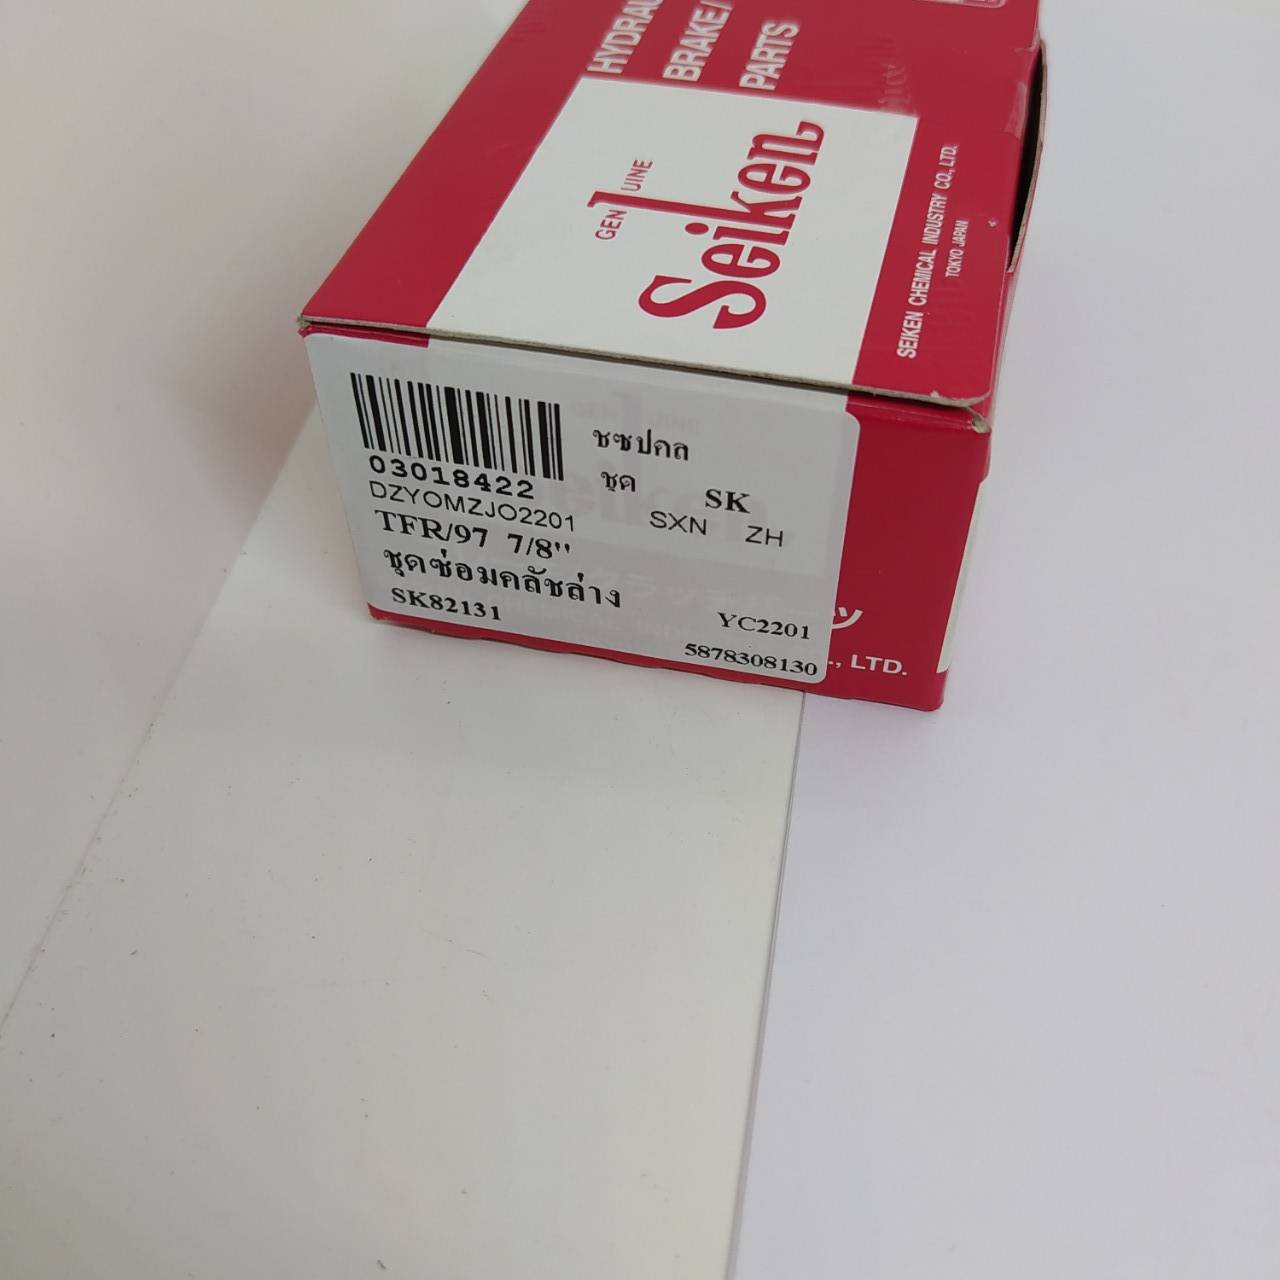 HYDRAU
BRAKE/
PARTS
GENUINE
Seiken
SEIKEN CHEMICAL INDUSTRY CO., LTD.
TOKYO JAPAN
ชซปคล
03018422
ชุด SK
DZYOMZJO2201 SXN ZH
TFR/97 7/8"
ชุดซ่อมคลัชล่าง
SK82131 YC2201
5878308130
., LTD.